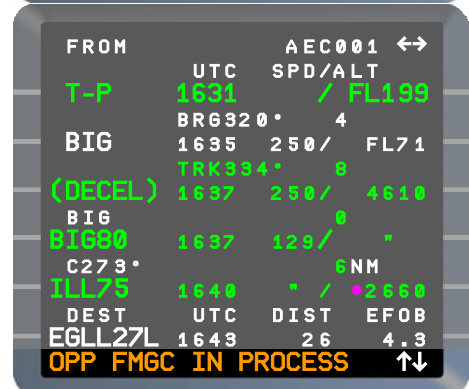 FROM AEC001 ↔
UTC SPD/ALT
T-P 1631 / FL199
BRG320° 4
BIG 1635 250/ FL71
TRK334° 8
(DECEL) 1637 250/ 4610
BIG 0
BIG80 1637 129/ "
C273° 6NM
ILL75 1640 " / *2660
DEST UTC DIST EFOB
EGLL27L 1643 26 4.3
OPP FMGC IN PROCESS ↑↓